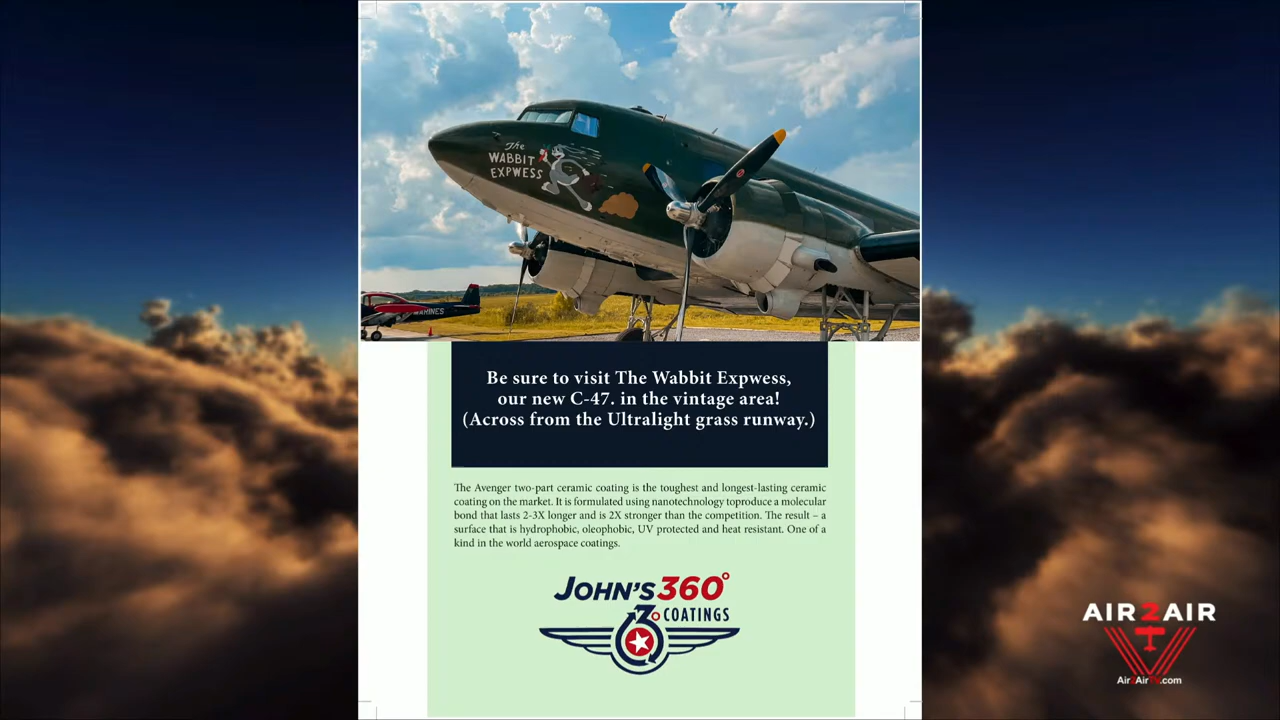 The
WABBIT
EXPWESS
MARINES
Be sure to visit The Wabbit Expwess,
our new C-47. in the vintage area!
(Across from the Ultralight grass runway.)
The Avenger two-part ceramic coating is the toughest and longest-lasting ceramic
coating on the market. It is formulated using nanotechnology toproduce a molecular
bond that lasts 2-3X longer and is 2X stronger than the competition. The result – a
surface that is hydrophobic, oleophobic, UV protected and heat resistant. One of a
kind in the world aerospace coatings.
JOHN'S 360°
COATINGS
AIR2AIR
Air2AirTV.com